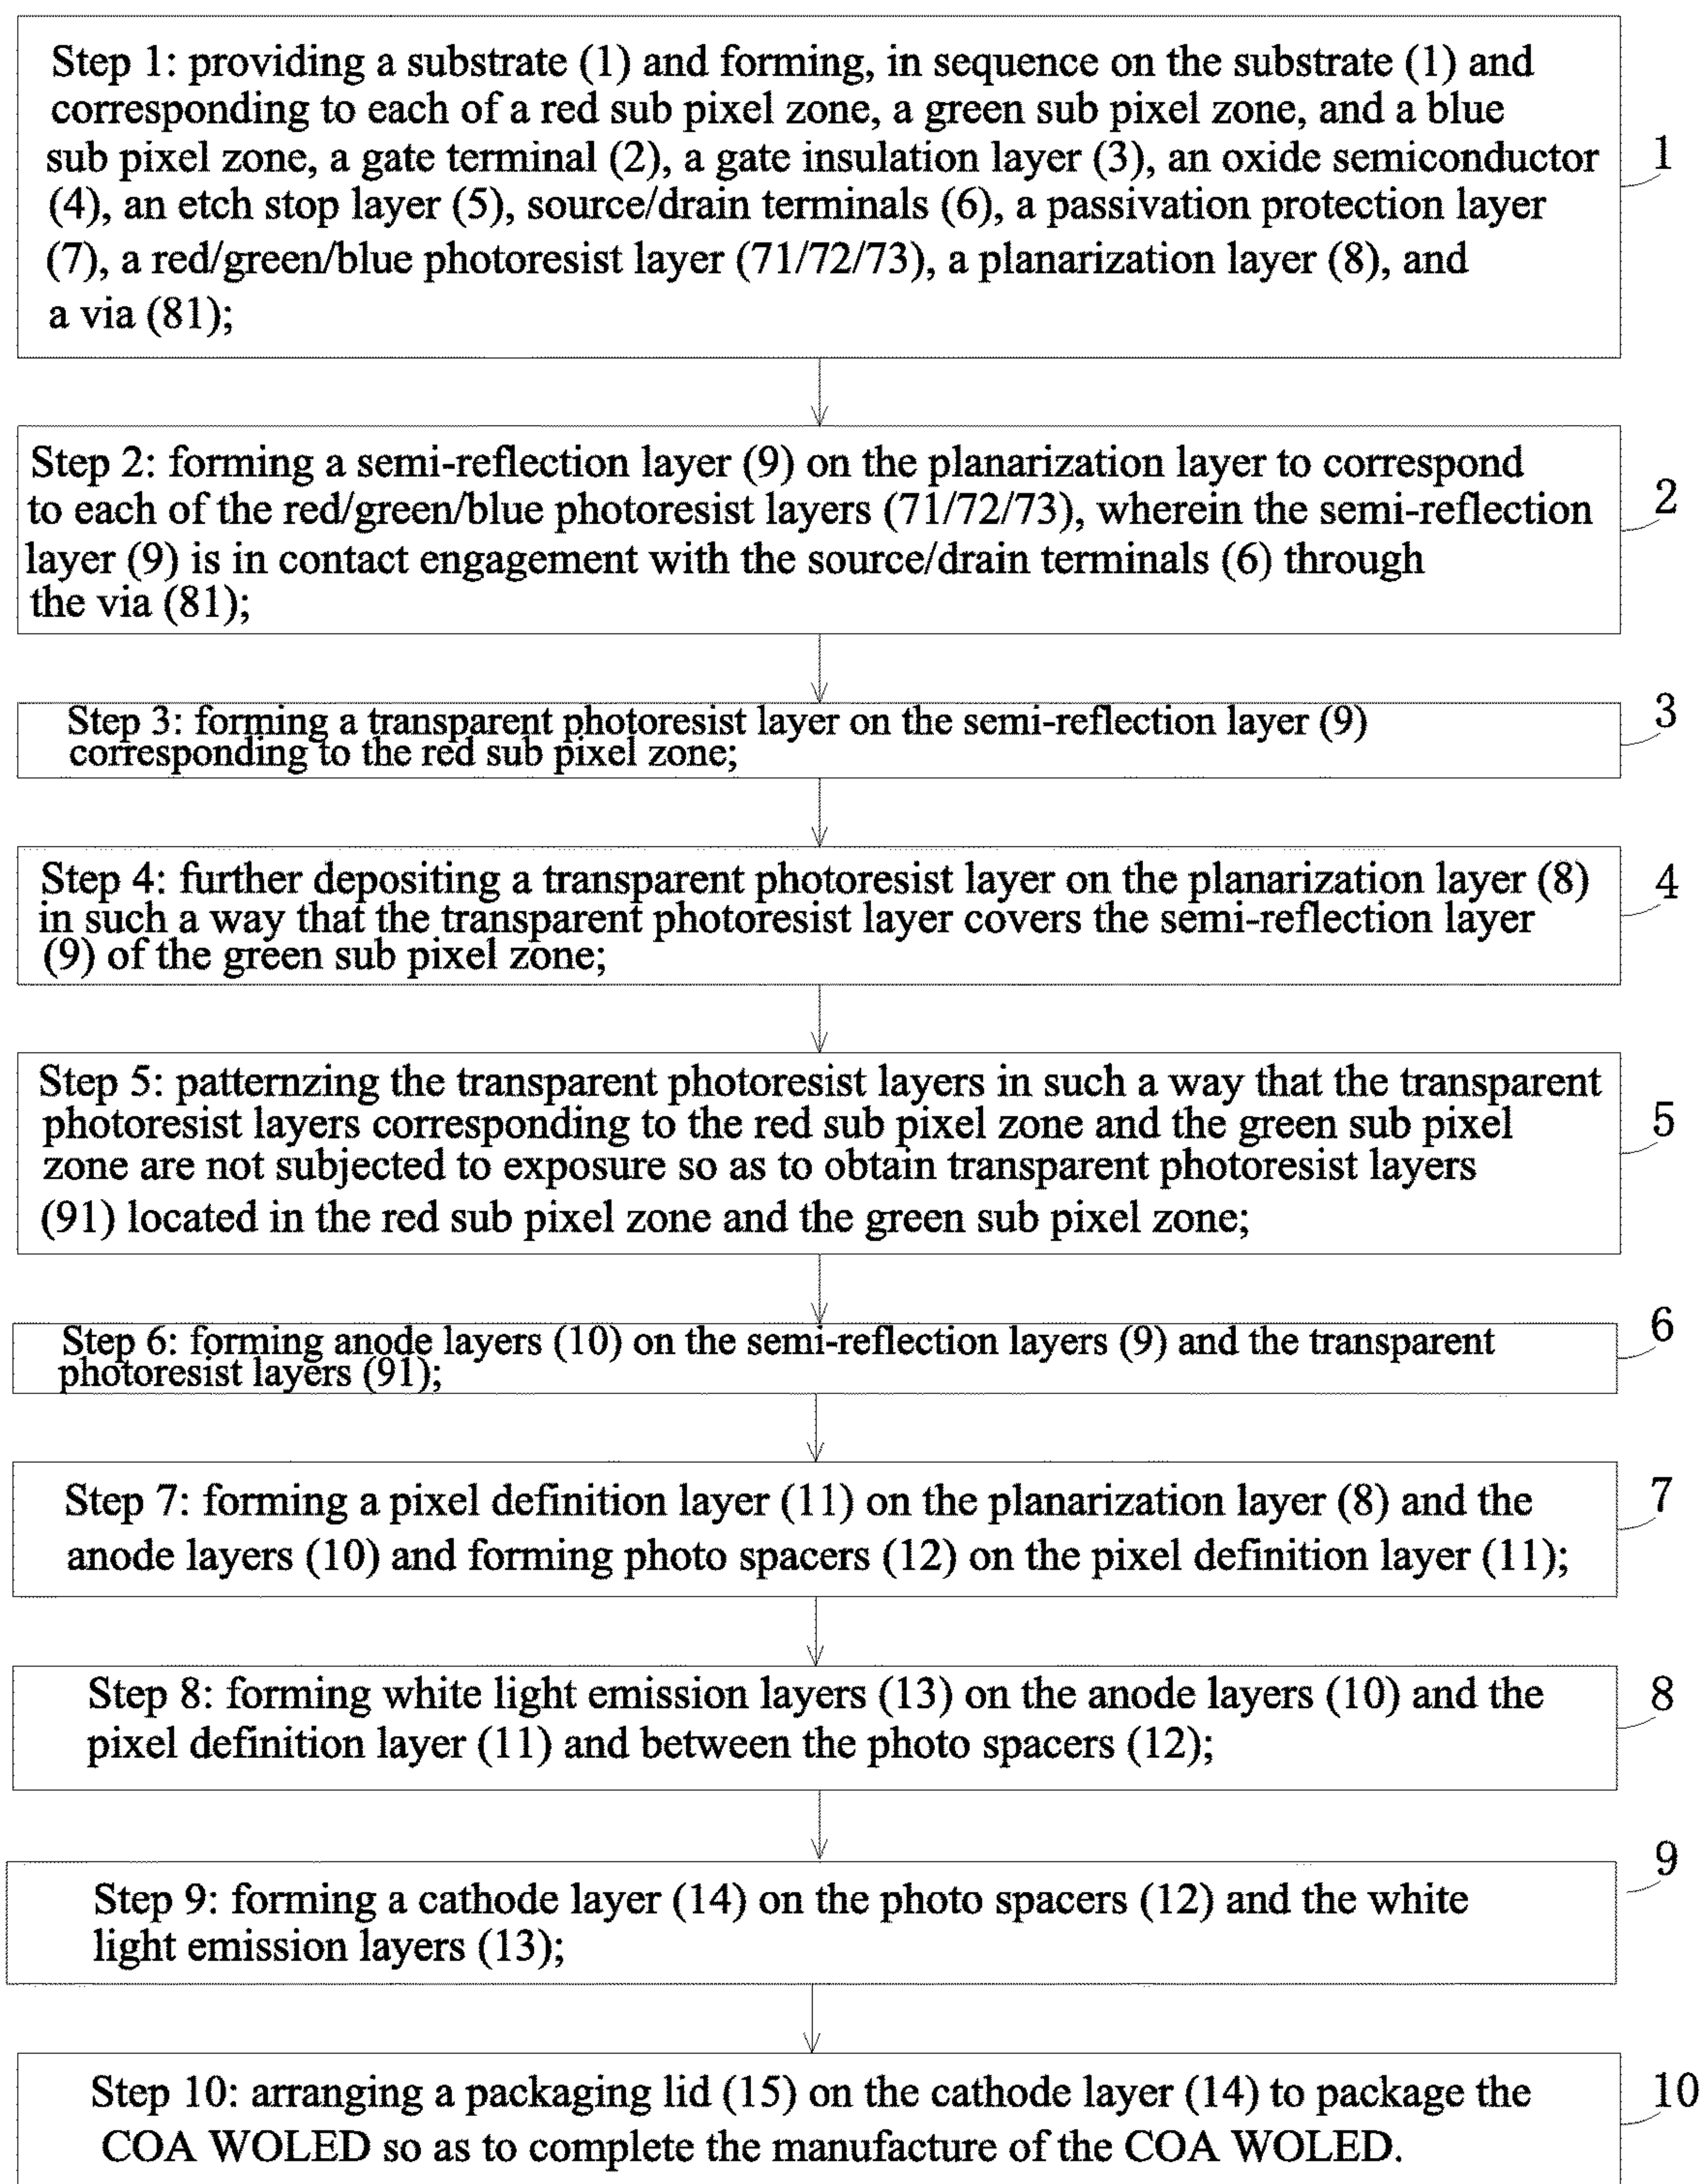 Step 1: providing a substrate (1) and forming, in sequence on the substrate (1) and
corresponding to each of a red sub pixel zone, a green sub pixel zone, and a blue
sub pixel zone, a gate terminal (2), a gate insulation layer (3), an oxide semiconductor
(4), an etch stop layer (5), source/drain terminals (6), a passivation protection layer
(7), a red/green/blue photoresist layer (71/72/73), a planarization layer (8), and
a via (81);
1
Step 2: forming a semi-reflection layer (9) on the planarization layer to correspond
to each of the red/green/blue photoresist layers (71/72/73), wherein the semi-reflection
layer (9) is in contact engagement with the source/drain terminals (6) through
the via (81);
2
Step 3: forming a transparent photoresist layer on the semi-reflection layer (9)
corresponding to the red sub pixel zone;
3
Step 4: further depositing a transparent photoresist layer on the planarization layer (8)
in such a way that the transparent photoresist layer covers the semi-reflection layer
(9) of the green sub pixel zone;
4
Step 5: patternzing the transparent photoresist layers in such a way that the transparent
photoresist layers corresponding to the red sub pixel zone and the green sub pixel
zone are not subjected to exposure so as to obtain transparent photoresist layers
(91) located in the red sub pixel zone and the green sub pixel zone;
5
Step 6: forming anode layers (10) on the semi-reflection layers (9) and the transparent
photoresist layers (91);
6
Step 7: forming a pixel definition layer (11) on the planarization layer (8) and the
anode layers (10) and forming photo spacers (12) on the pixel definition layer (11);
7
Step 8: forming white light emission layers (13) on the anode layers (10) and the
pixel definition layer (11) and between the photo spacers (12);
8
Step 9: forming a cathode layer (14) on the photo spacers (12) and the white
light emission layers (13);
9
Step 10: arranging a packaging lid (15) on the cathode layer (14) to package the
COA WOLED so as to complete the manufacture of the COA WOLED.
10